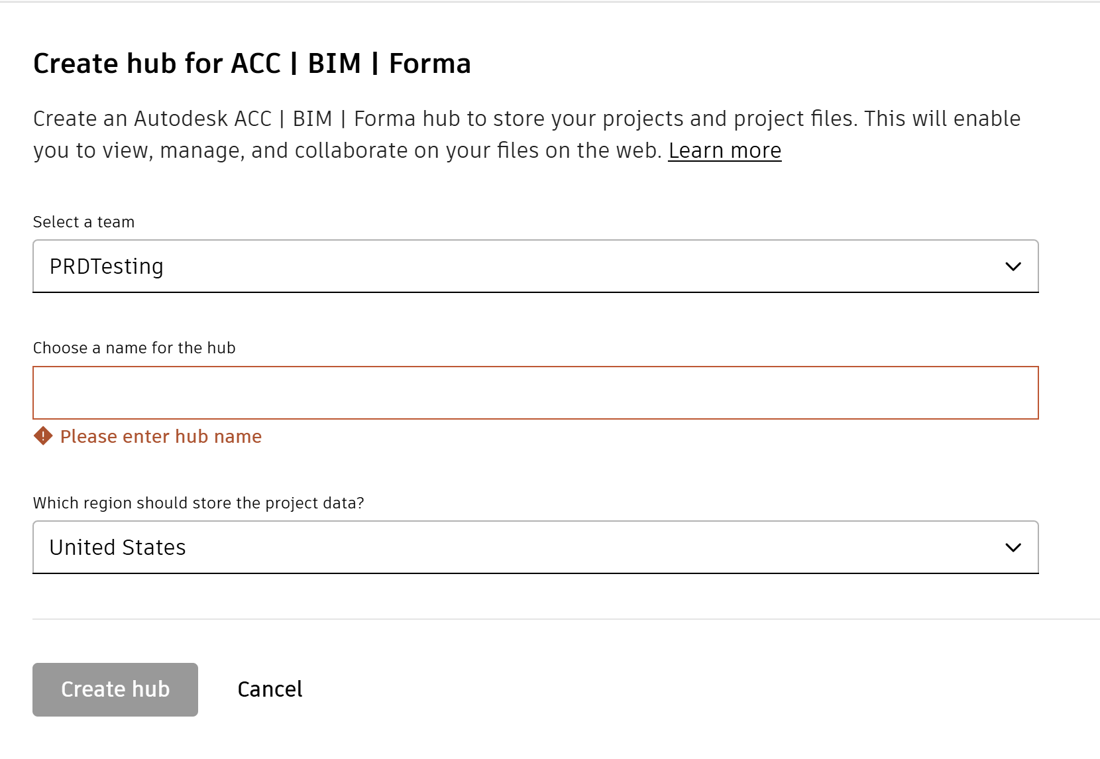 Create hub for ACC | BIM | Forma
Create an Autodesk ACC | BIM | Forma hub to store your projects and project files. This will enable
you to view, manage, and collaborate on your files on the web. Learn more
Select a team
PRDTesting
Choose a name for the hub
Please enter hub name
Which region should store the project data?
United States
Create hub Cancel